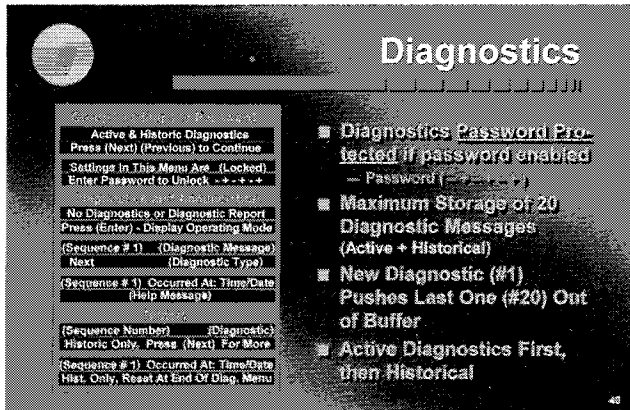 Diagnostics
Active & Historic Diagnostics
Press (Next) (Previous) to Continue
Settings In This Menu Are (Locked)
Enter Password to Unlock -+-+-+
No Diagnostics or Diagnostic Report
Press (Enter) - Display Operating Mode
(Sequence # 1) (Diagnostic Message)
Next (Diagnostic Type)
(Sequence # 1) Occurred At: Time/Date
(Help Message)
(Sequence Number) (Diagnostic)
Historic Only. Press (Next) For More
(Sequence # 1) Occurred At: Time/Date
Hist. Only, Reset At End Of Diag. Menu
■ Diagnostics Password Pro-
tected if password enabled
— Password (-+-+-+)
■ Maximum Storage of 20
Diagnostic Messages
(Active + Historical)
■ New Diagnostic (#1)
Pushes Last One (#20) Out
of Buffer
■ Active Diagnostics First,
then Historical